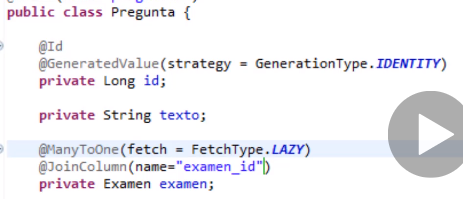 public class Pregunta {
@Id
@GeneratedValue(strategy = GenerationType.IDENTITY)
private Long id;
private String texto;
@ManyToOne(fetch = FetchType.LAZY)
@JoinColumn(name="examen_id")
private Examen examen;